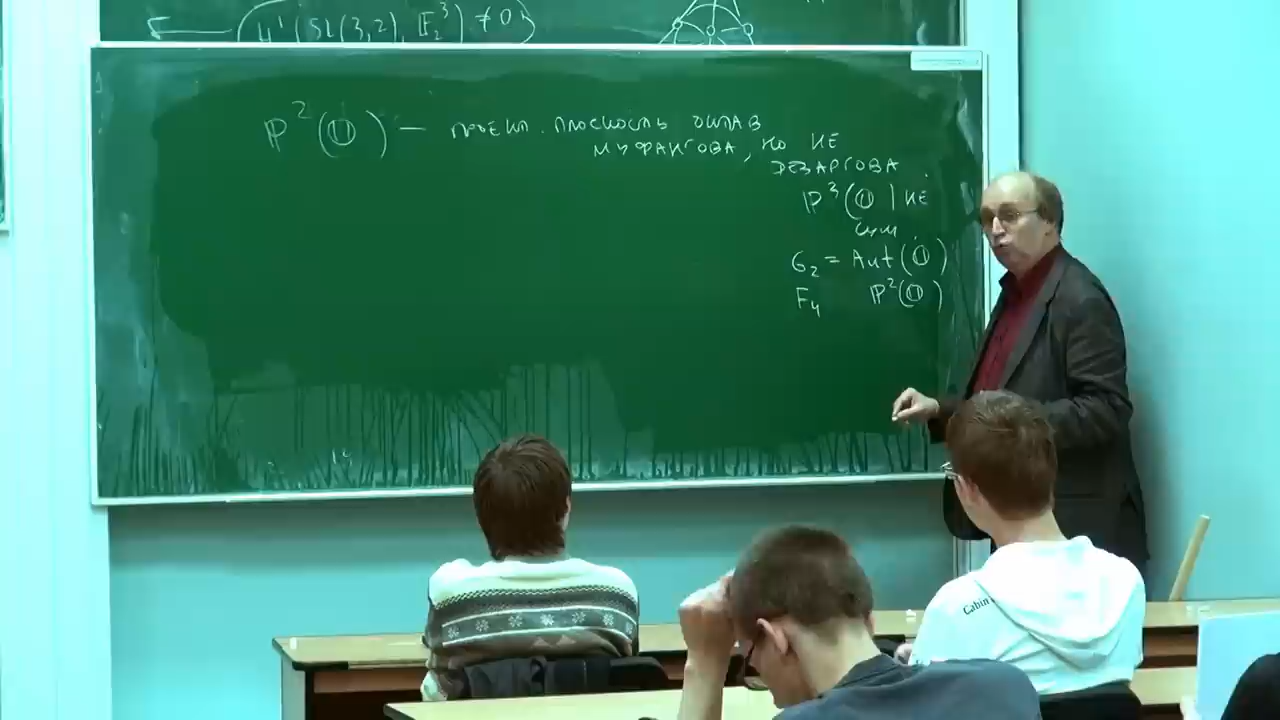 H¹(SL(3,2), F₂³) ≠ 0
P²(O) — проект. плоскость октав
муфангова, но не
дезаргова
P³(O) не
сущ.
G₂ = Aut(O)
F₄ P²(O)
Cabin